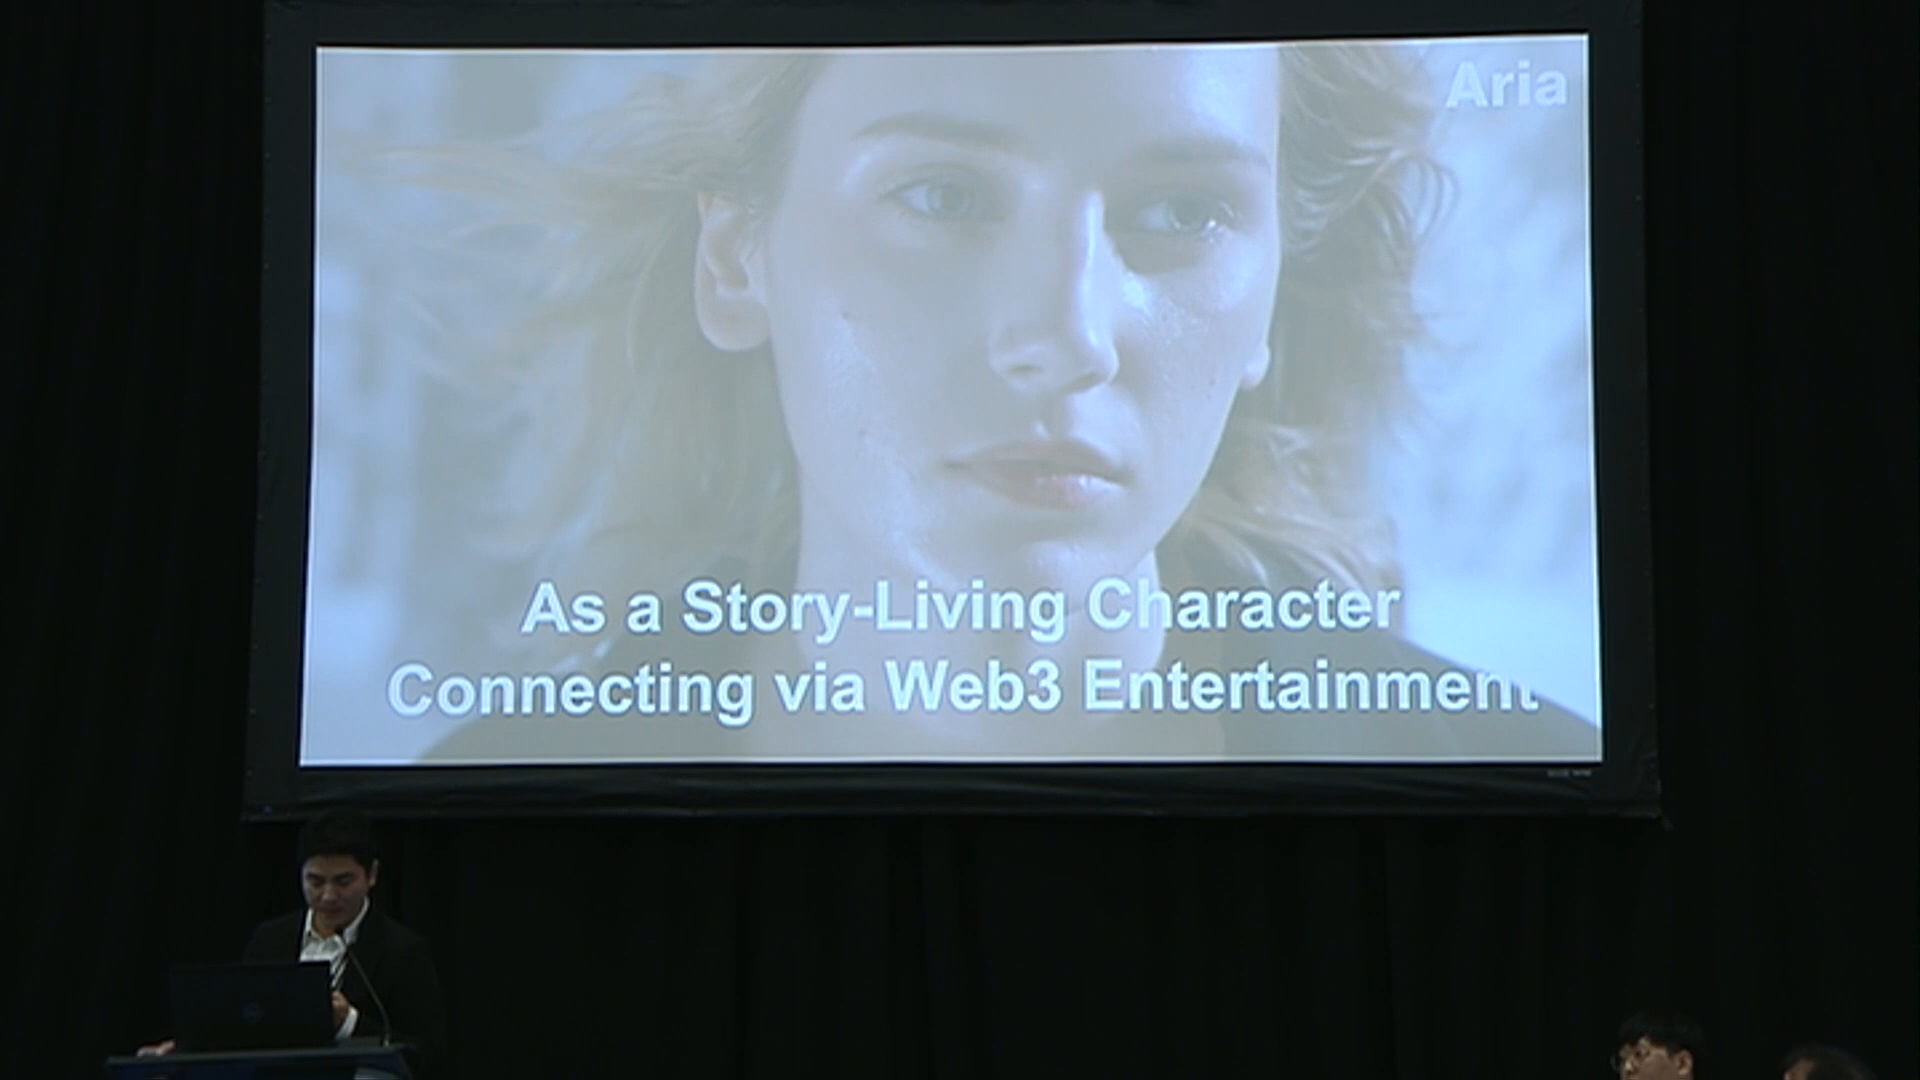 Aria
As a Story-Living Character
Connecting via Web3 Entertainment